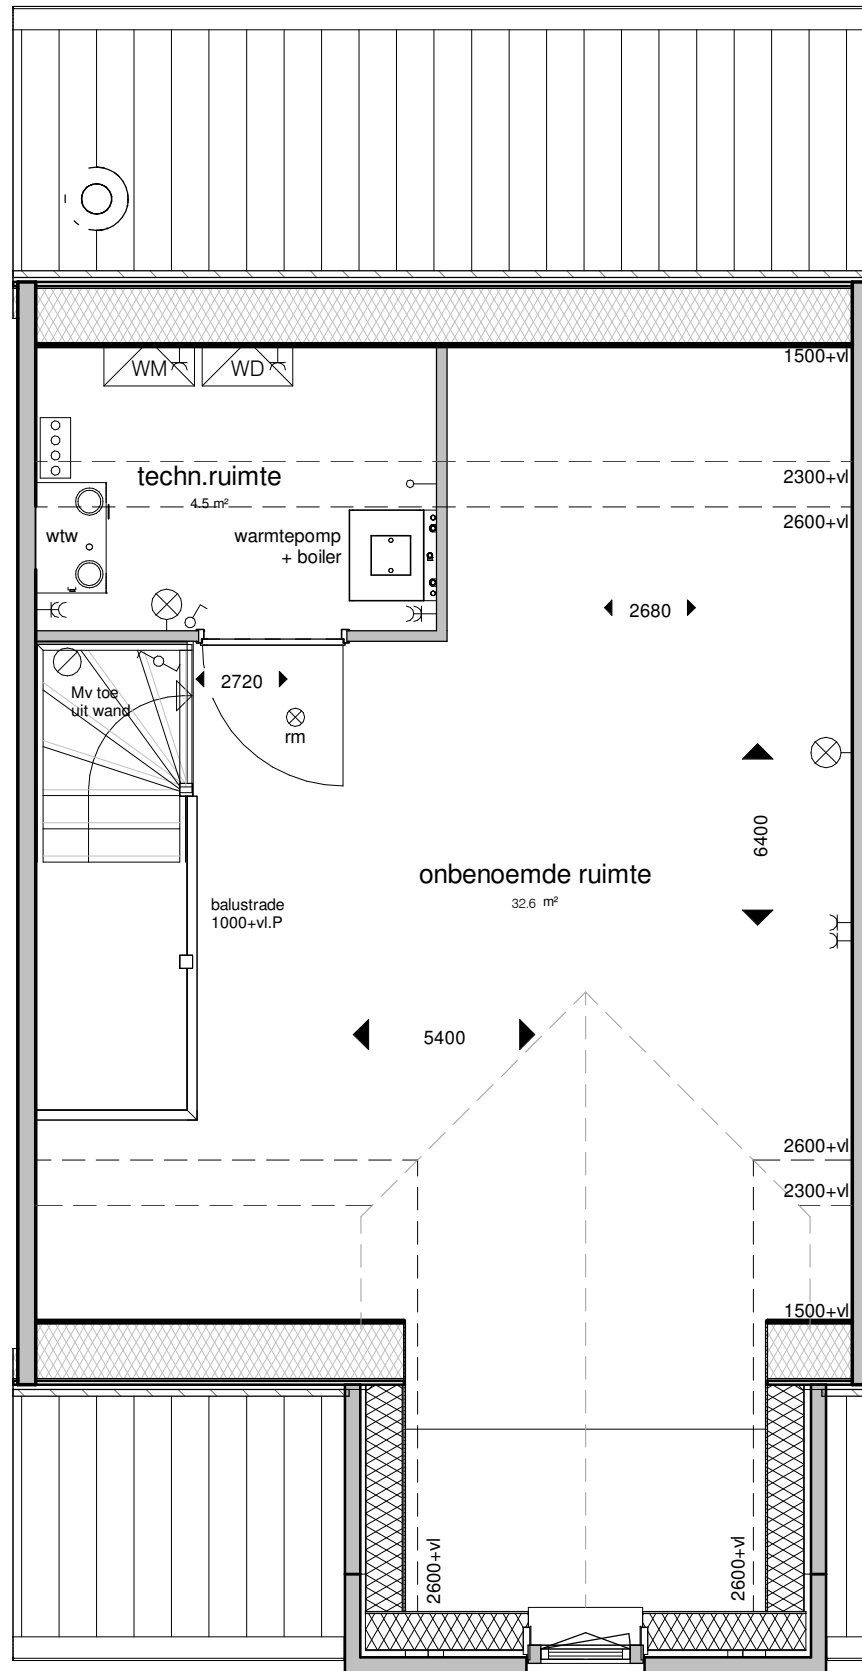 WM
WD
1500+vl
techn.ruimte
4.5 m²
2300+vl
2600+vl
wtw
warmtepomp
+ boiler
2680
2720
Mv toe
uit wand
rm
6400
onbenoemde ruimte
32.6 m²
balustrade
1000+vl.P
5400
2600+vl
2300+vl
1500+vl
2600+vl
2600+vl